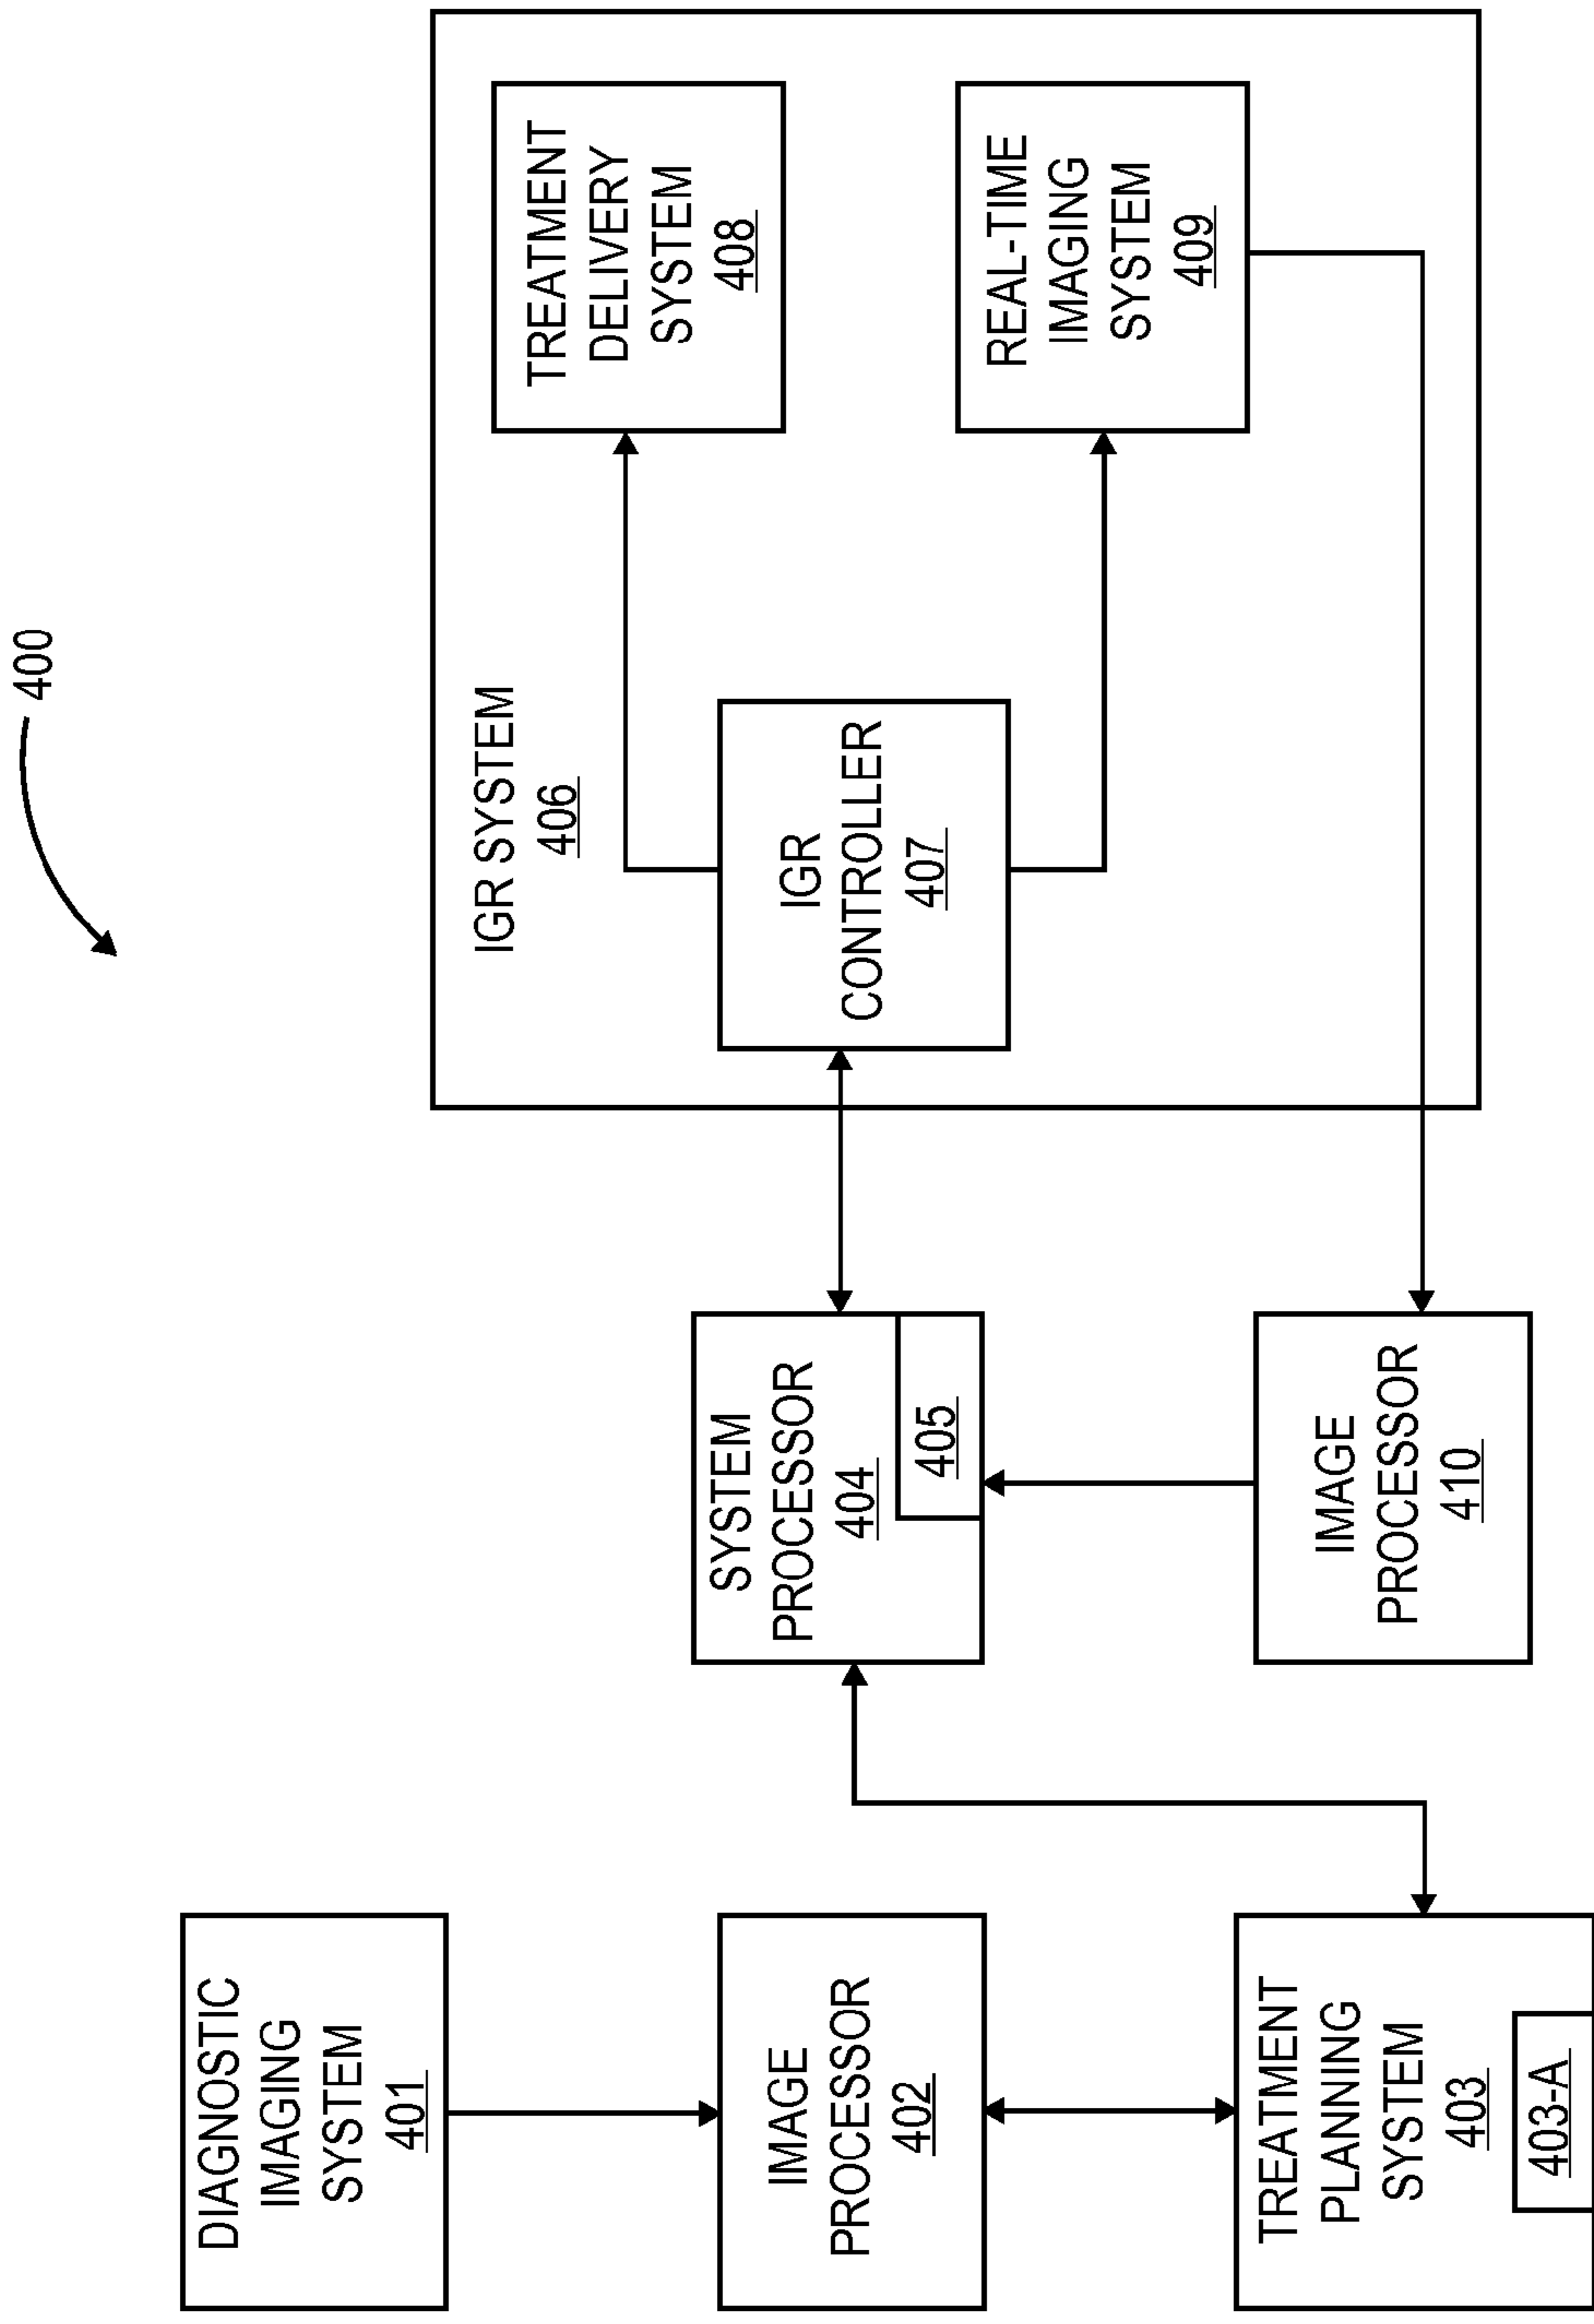 400
DIAGNOSTIC
IMAGING
SYSTEM
401
IMAGE
PROCESSOR
402
TREATMENT
PLANNING
SYSTEM
403
403-A
SYSTEM
PROCESSOR
404
405
IMAGE
PROCESSOR
410
IGR SYSTEM
406
IGR
CONTROLLER
407
TREATMENT
DELIVERY
SYSTEM
408
REAL-TIME
IMAGING
SYSTEM
409